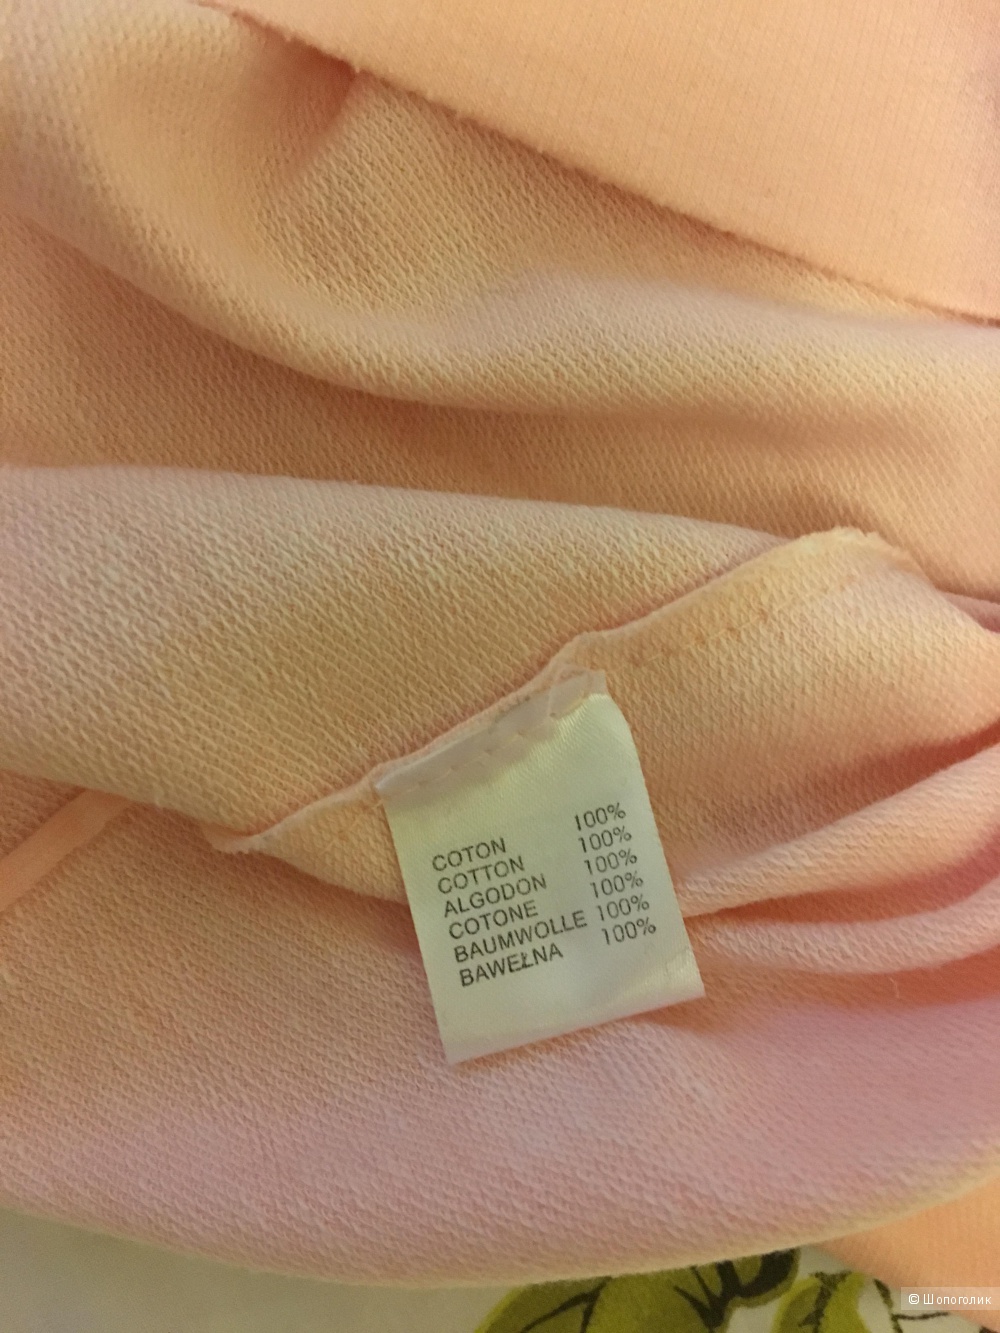 COTON 100%
COTTON 100%
ALGODON 100%
COTONE 100%
BAUMWOLLE 100%
BAWEŁNA 100%
© Шопоголик